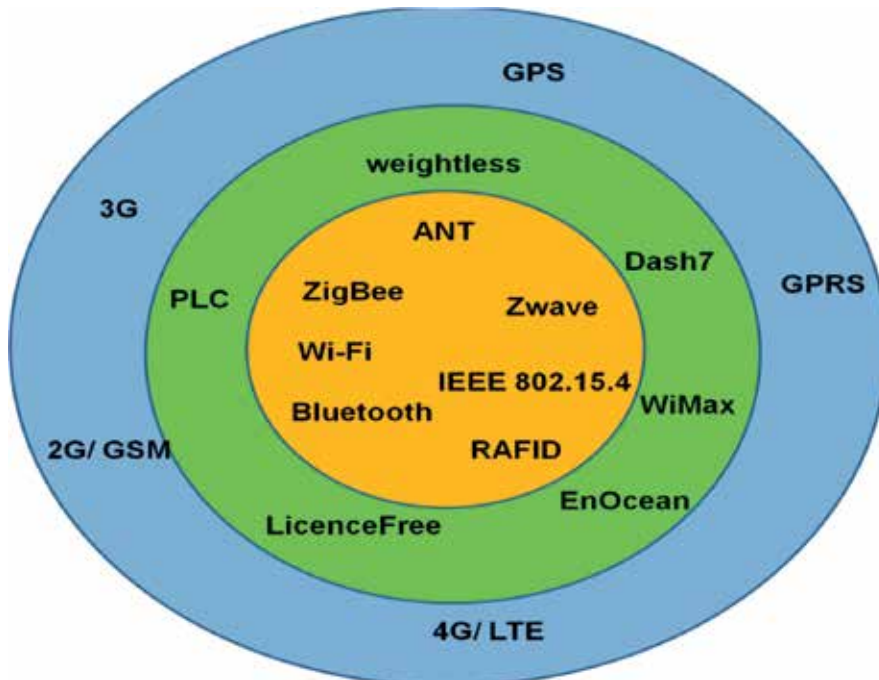 GPS
weightless
3G
ANT
Dash7
ZigBee
GPRS
PLC
Zwave
Wi-Fi
IEEE 802.15.4
WiMax
Bluetooth
2G/ GSM
RAFID
EnOcean
LicenceFree
4G/ LTE